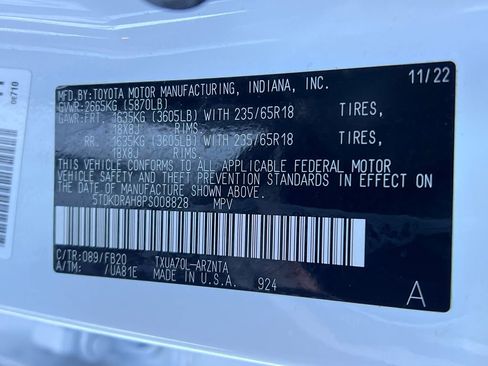 MFD.BY:TOYOTA MOTOR MANUFACTURING, INDIANA, INC. 11/22
GVWR: 2665KG (5870LB)
GAWR:FRT. 1635KG (3605LB) WITH 235/65R18 TIRES,
18X8J RIMS
RR. 1635KG (3605LB) WITH 235/65R18 TIRES,
18X8J RIMS
THIS VEHICLE CONFORMS TO ALL APPLICABLE FEDERAL MOTOR
VEHICLE SAFETY AND THEFT PREVENTION STANDARDS IN EFFECT ON
THE DATE OF MANUFACTURE SHOWN ABOVE.
5TDKDRAH8PS008828 MPV
C/TR:089/FB20 TXUA70L-ARZNTA
A/TM: /UA81E MADE IN U.S.A. 924
A